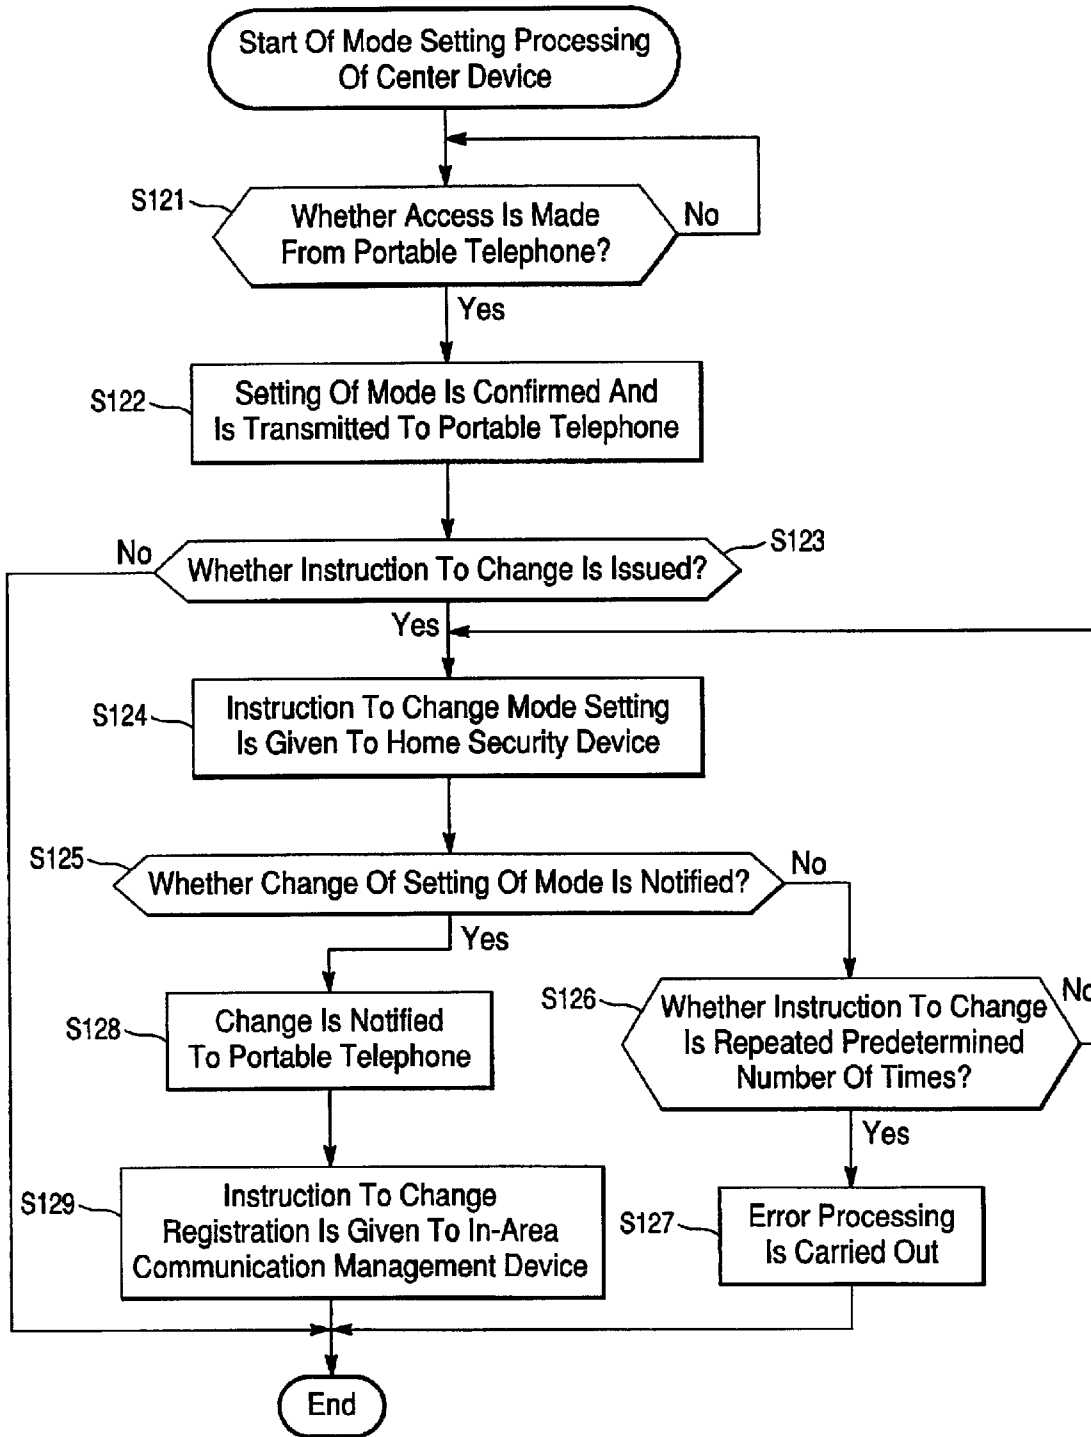 Start Of Mode Setting Processing
Of Center Device
S121
Whether Access Is Made
From Portable Telephone?
No
Yes
S122
Setting Of Mode Is Confirmed And
Is Transmitted To Portable Telephone
No
S123
Whether Instruction To Change Is Issued?
Yes
S124
Instruction To Change Mode Setting
Is Given To Home Security Device
S125
Whether Change Of Setting Of Mode Is Notified?
No
Yes
S128
Change Is Notified
To Portable Telephone
S126
Whether Instruction To Change
Is Repeated Predetermined
Number Of Times?
No
Yes
S129
Instruction To Change
Registration Is Given To In-Area
Communication Management Device
S127
Error Processing
Is Carried Out
End